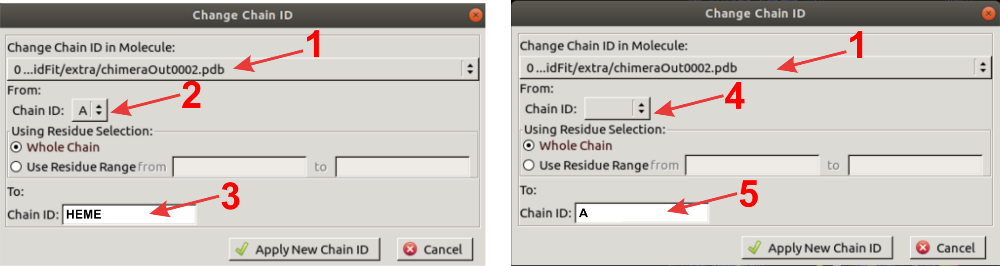 Change Chain ID
Change Chain ID in Molecule:
1
0 ...idFit/extra/chimeraOut0002.pdb
From:
2
Chain ID: A
Using Residue Selection:
Whole Chain
Use Residue Range from to
To:
3
Chain ID: HEME
Apply New Chain ID Cancel
Change Chain ID
Change Chain ID in Molecule:
1
0 ...idFit/extra/chimeraOut0002.pdb
From:
4
Chain ID:
Using Residue Selection:
Whole Chain
Use Residue Range from to
To:
5
Chain ID: A
Apply New Chain ID Cancel